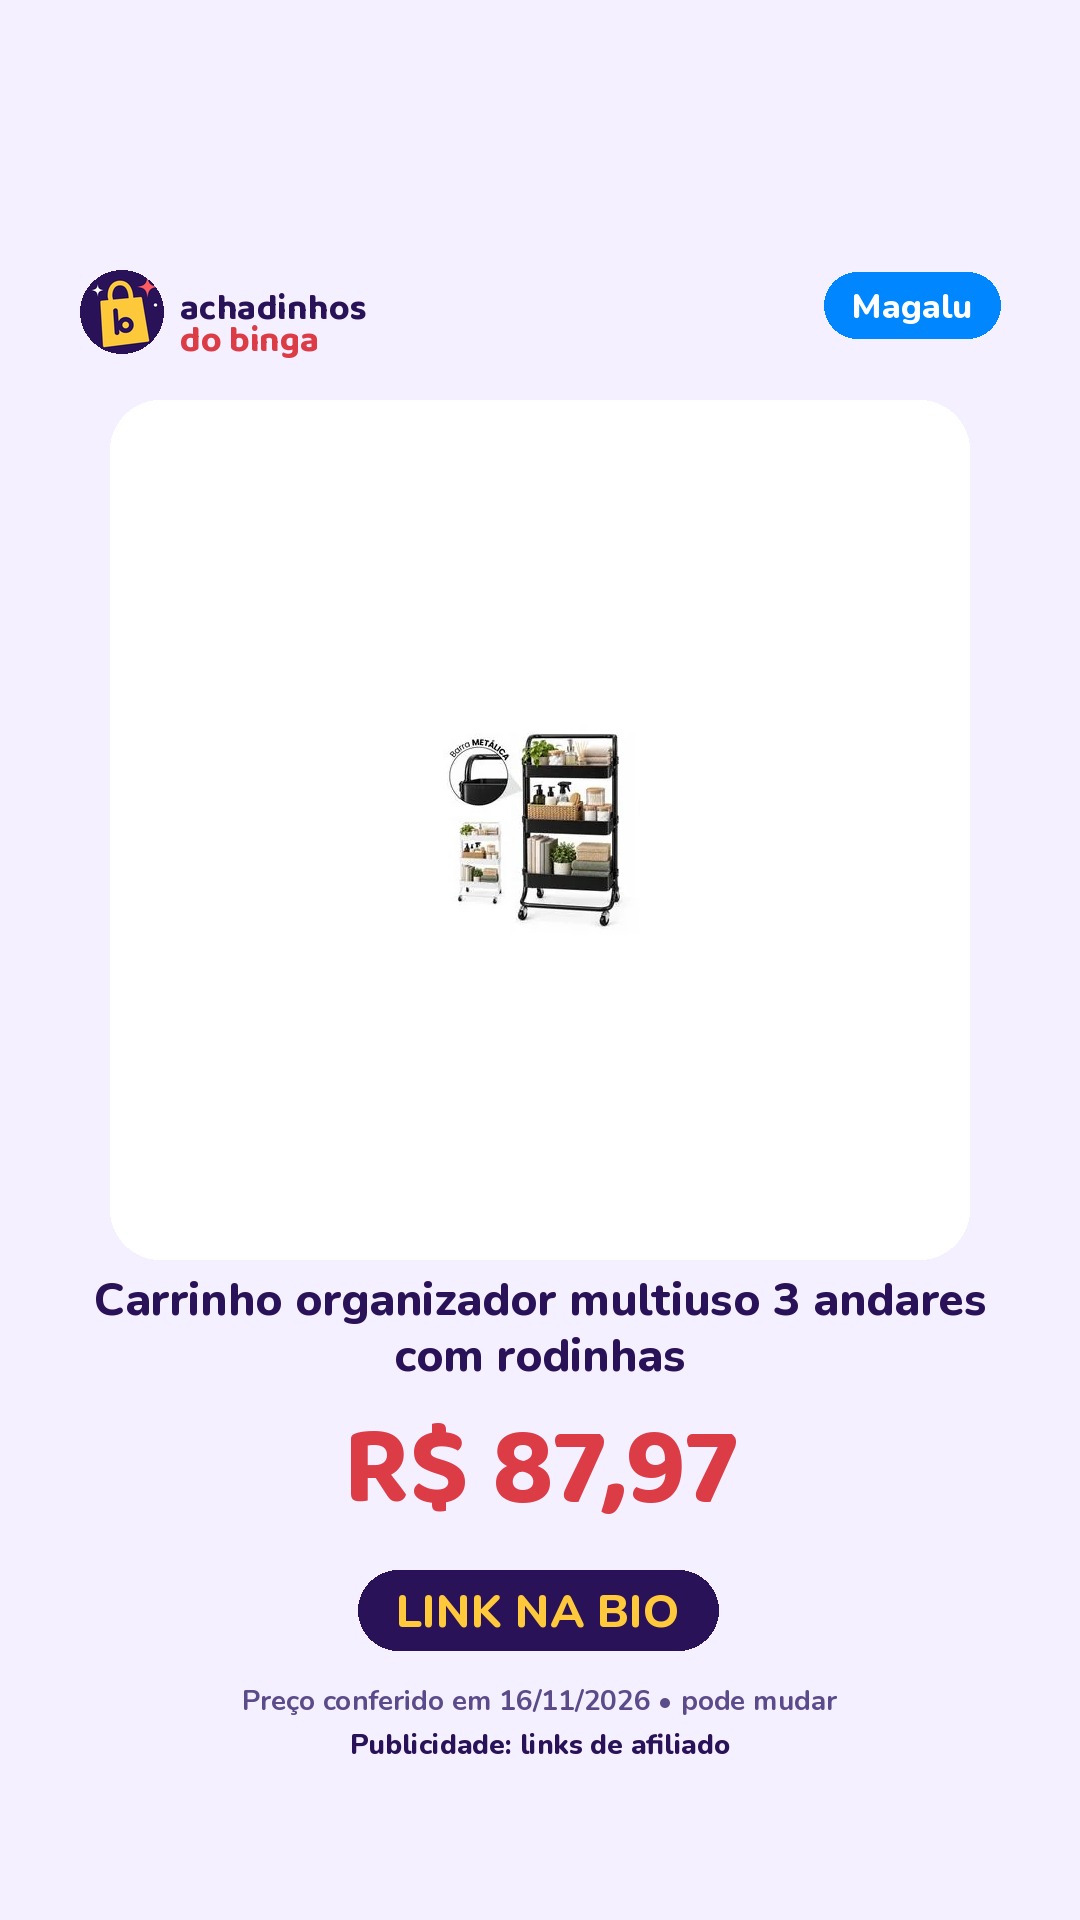 achadinhos
do binga
Magalu
Barra METÁLICA
Carrinho organizador multiuso 3 andares
com rodinhas
R$ 87,97
LINK NA BIO
Preço conferido em 16/11/2026 • pode mudar
Publicidade: links de afiliado